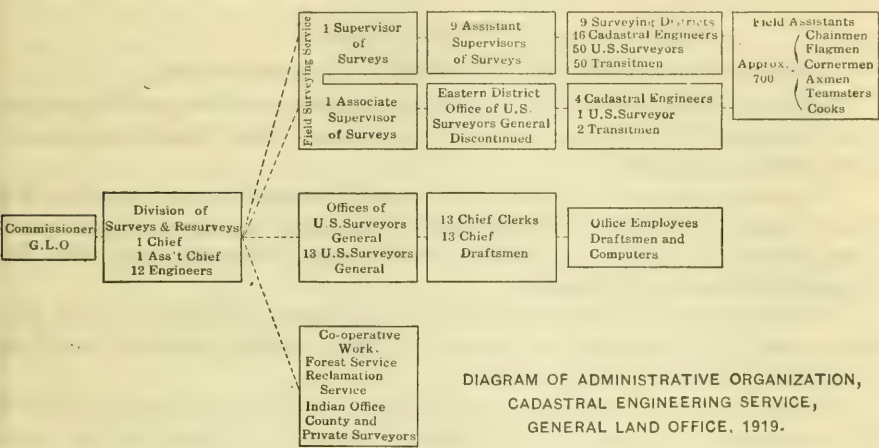 Field Surveying Service
1 Supervisor
of
Surveys
9 Assistant
Supervisors
of Surveys
9 Surveying Districts
16 Cadastral Engineers
50 U.S.Surveyors
50 Transitmen
Field Assistants
Chainmen
Flagmen
Approx. Cornermen
700 Axmen
Teamsters
Cooks
1 Associate
Supervisor
of Surveys
Eastern District
Office of U.S.
Surveyors General
Discontinued
4 Cadastral Engineers
1 U.S.Surveyor
2 Transitmen
Commissioner
G.L.O
Division of
Surveys & Resurveys
1 Chief
1 Ass't Chief
12 Engineers
Offices of
U.S.Surveyors
General
13 U.S.Surveyors
General
13 Chief Clerks
13 Chief
Draftsmen
Office Employees
Draftsmen and
Computers
Co-operative
Work.
Forest Service
Reclamation
Service
Indian Office
County and
Private Surveyors
DIAGRAM OF ADMINISTRATIVE ORGANIZATION,
CADASTRAL ENGINEERING SERVICE,
GENERAL LAND OFFICE, 1919.